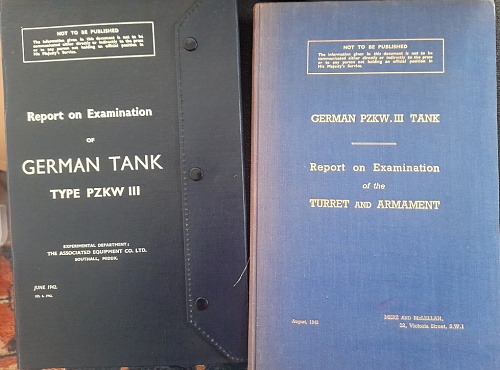 NOT TO BE PUBLISHED
The information given in this document is not to be
communicated either directly or indirectly to the press
or to any person not holding an official position in
His Majesty's Service.
Report on Examination
OF
GERMAN TANK
TYPE PZKW III
EXPERIMENTAL DEPARTMENT:
THE ASSOCIATED EQUIPMENT CO. LTD.
SOUTHALL, MIDDX.
JUNE 1942.
NOT TO BE PUBLISHED
The information given in this document is not to be
communicated either directly or indirectly to the press
or to any person not holding an official position in
His Majesty's Service.
GERMAN PZKW. III TANK
Report on Examination
of the
TURRET AND ARMAMENT
August, 1942
MERZ AND McLELLAN,
32, Victoria Street, S.W.1